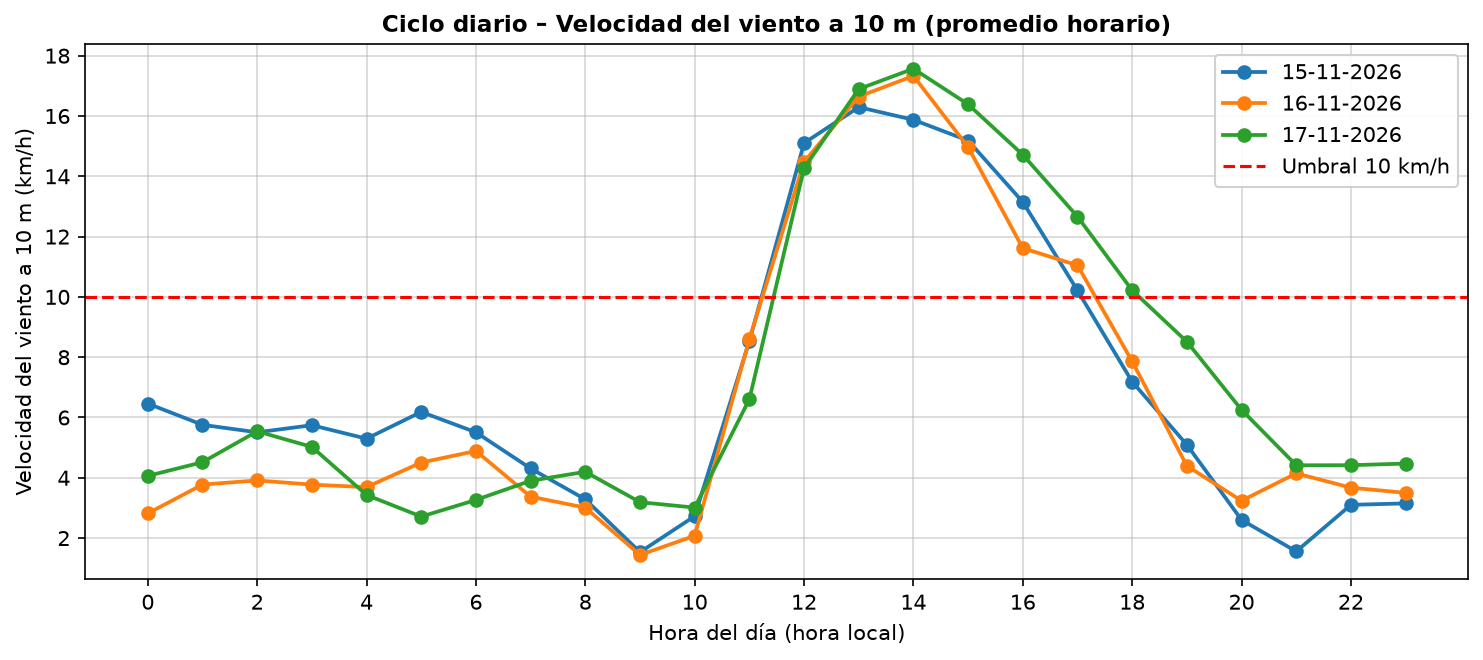 Ciclo diario – Velocidad del viento a 10 m (promedio horario)
Velocidad del viento a 10 m (km/h)
18
16
14
12
10
8
6
4
2
15-11-2026
16-11-2026
17-11-2026
Umbral 10 km/h
0 2 4 6 8 10 12 14 16 18 20 22
Hora del día (hora local)